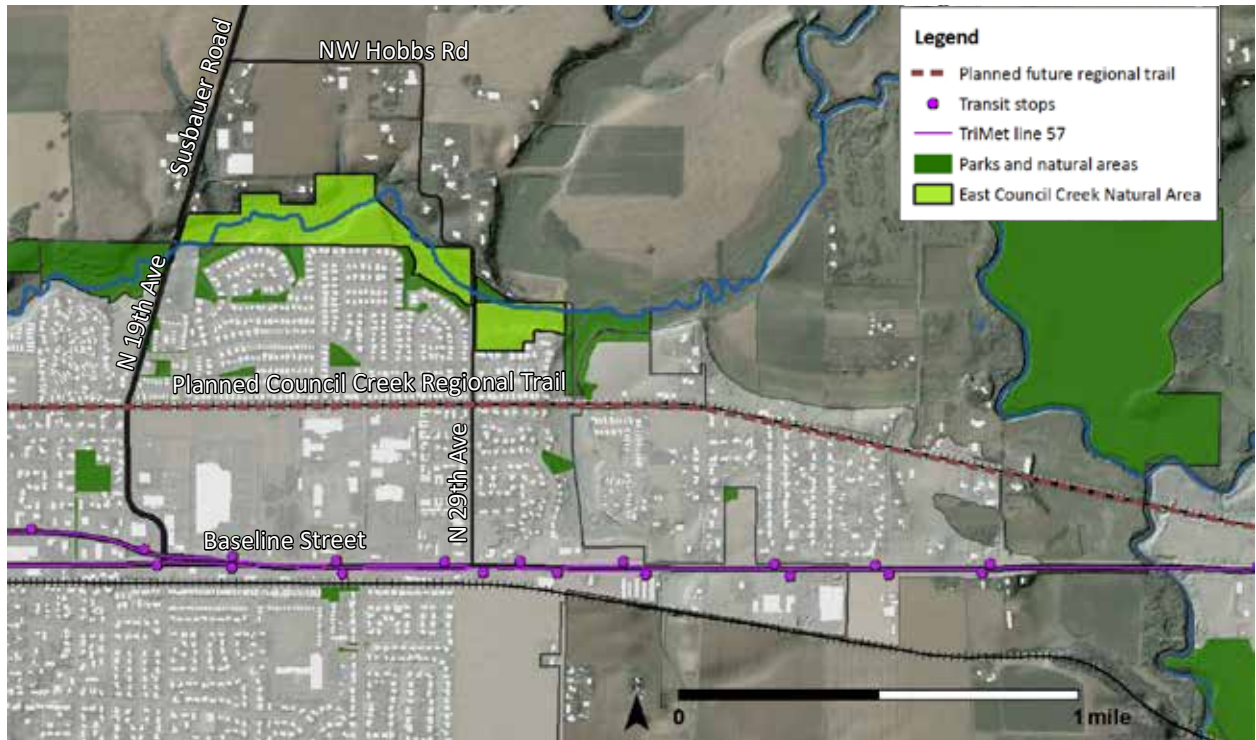 Legend
Planned future regional trail
Transit stops
TriMet line 57
Parks and natural areas
East Council Creek Natural Area
NW Hobbs Rd
Susbauer Road
N 19th Ave
Planned Council Creek Regional Trail
N 29th Ave
Baseline Street
0
1 mile